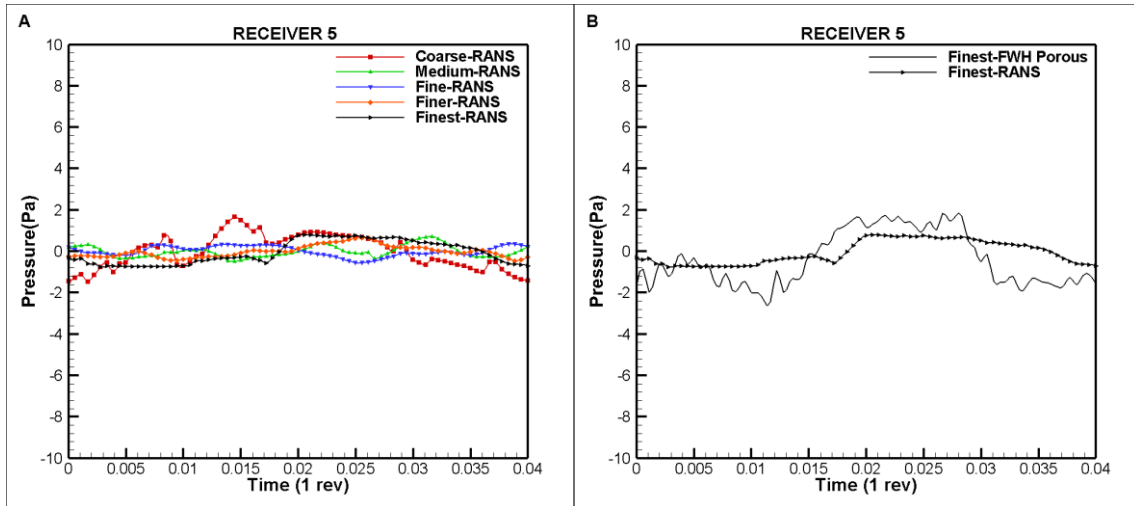 A
RECEIVER 5
Coarse-RANS
Medium-RANS
Fine-RANS
Finer-RANS
Finest-RANS
10
8
6
4
2
0
-2
-4
-6
-8
-10
Pressure(Pa)
0 0.005 0.01 0.015 0.02 0.025 0.03 0.035 0.04
Time (1 rev)
B
RECEIVER 5
Finest-FWH Porous
Finest-RANS
10
8
6
4
2
0
-2
-4
-6
-8
-10
Pressure(Pa)
0 0.005 0.01 0.015 0.02 0.025 0.03 0.035 0.04
Time (1 rev)